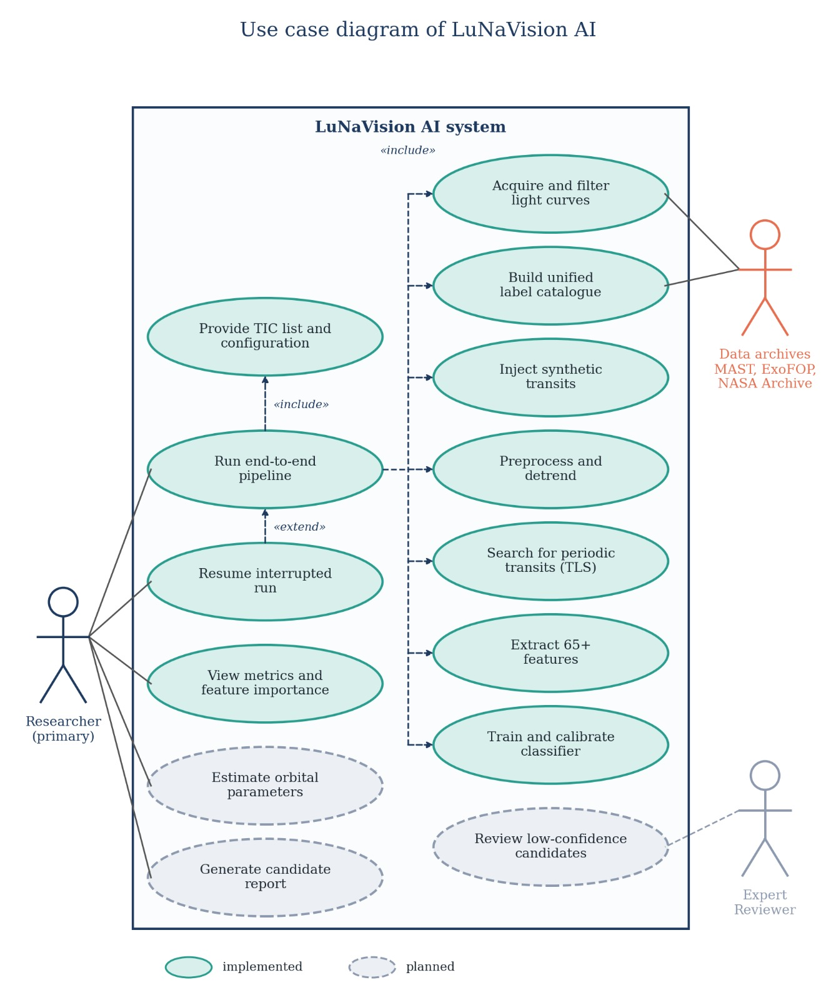 Use case diagram of LuNaVision AI
LuNaVision AI system
«include»
Acquire and filter
light curves
Build unified
label catalogue
Provide TIC list and
configuration
Inject synthetic
transits
Data archives
MAST, ExoFOP,
NASA Archive
«include»
Run end-to-end
pipeline
Preprocess and
detrend
«extend»
Resume interrupted
run
Search for periodic
transits (TLS)
View metrics and
feature importance
Extract 65+
features
Researcher
(primary)
Train and calibrate
classifier
Estimate orbital
parameters
Review low-confidence
candidates
Generate candidate
report
Expert
Reviewer
implemented
planned